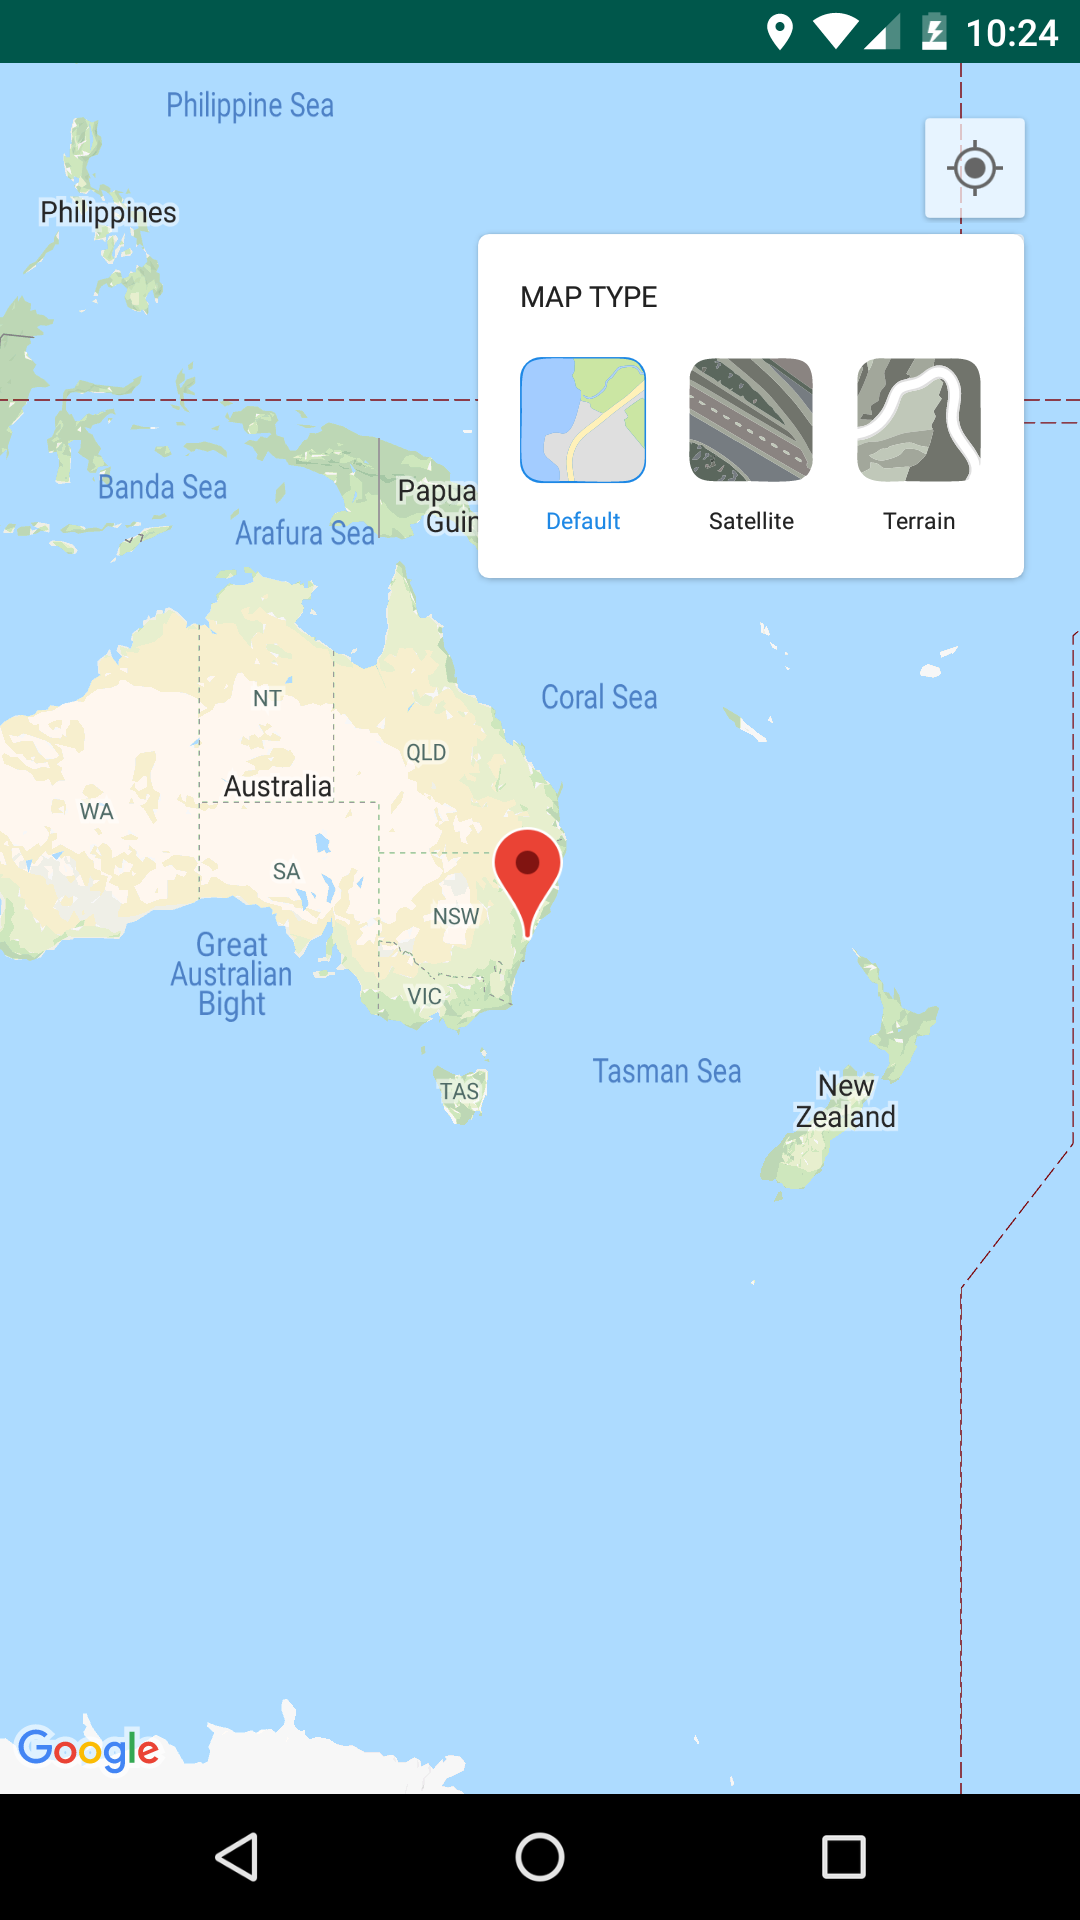 10:24
Philippine Sea
Philippines
MAP TYPE
Default
Satellite
Terrain
Banda Sea
Papua
Guin
Arafura Sea
Coral Sea
NT
QLD
Australia
WA
SA
NSW
Great
Australian
Bight
VIC
Tasman Sea
New
Zealand
TAS
Google